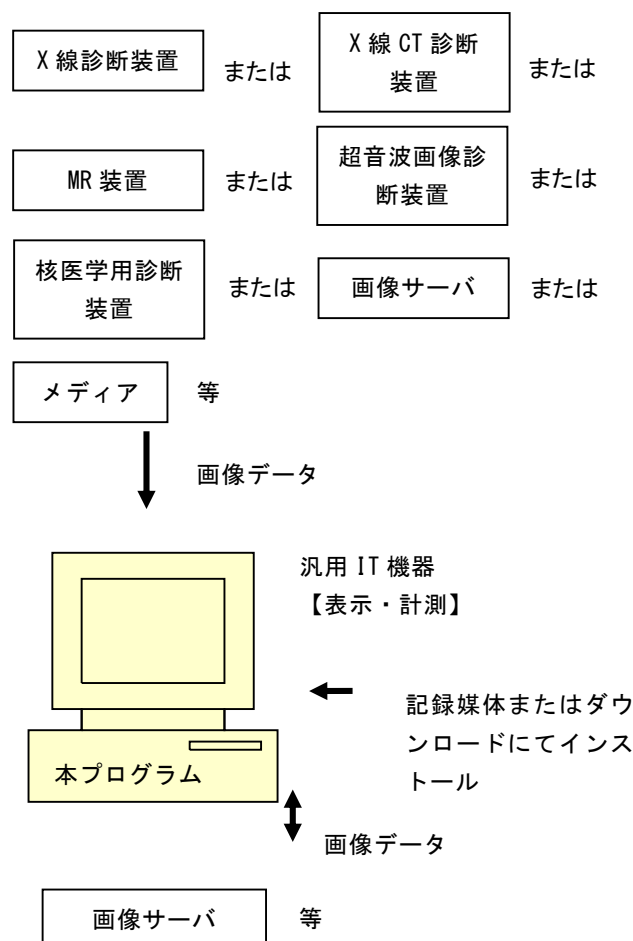 X線診断装置 または X線CT診断
装置 または
MR装置 または 超音波画像診
断装置 または
核医学用診断
装置 または 画像サーバ または
メディア 等
画像データ
汎用IT機器
【表示・計測】
記録媒体またはダウ
ンロードにてインス
トール
本プログラム
画像データ
画像サーバ 等